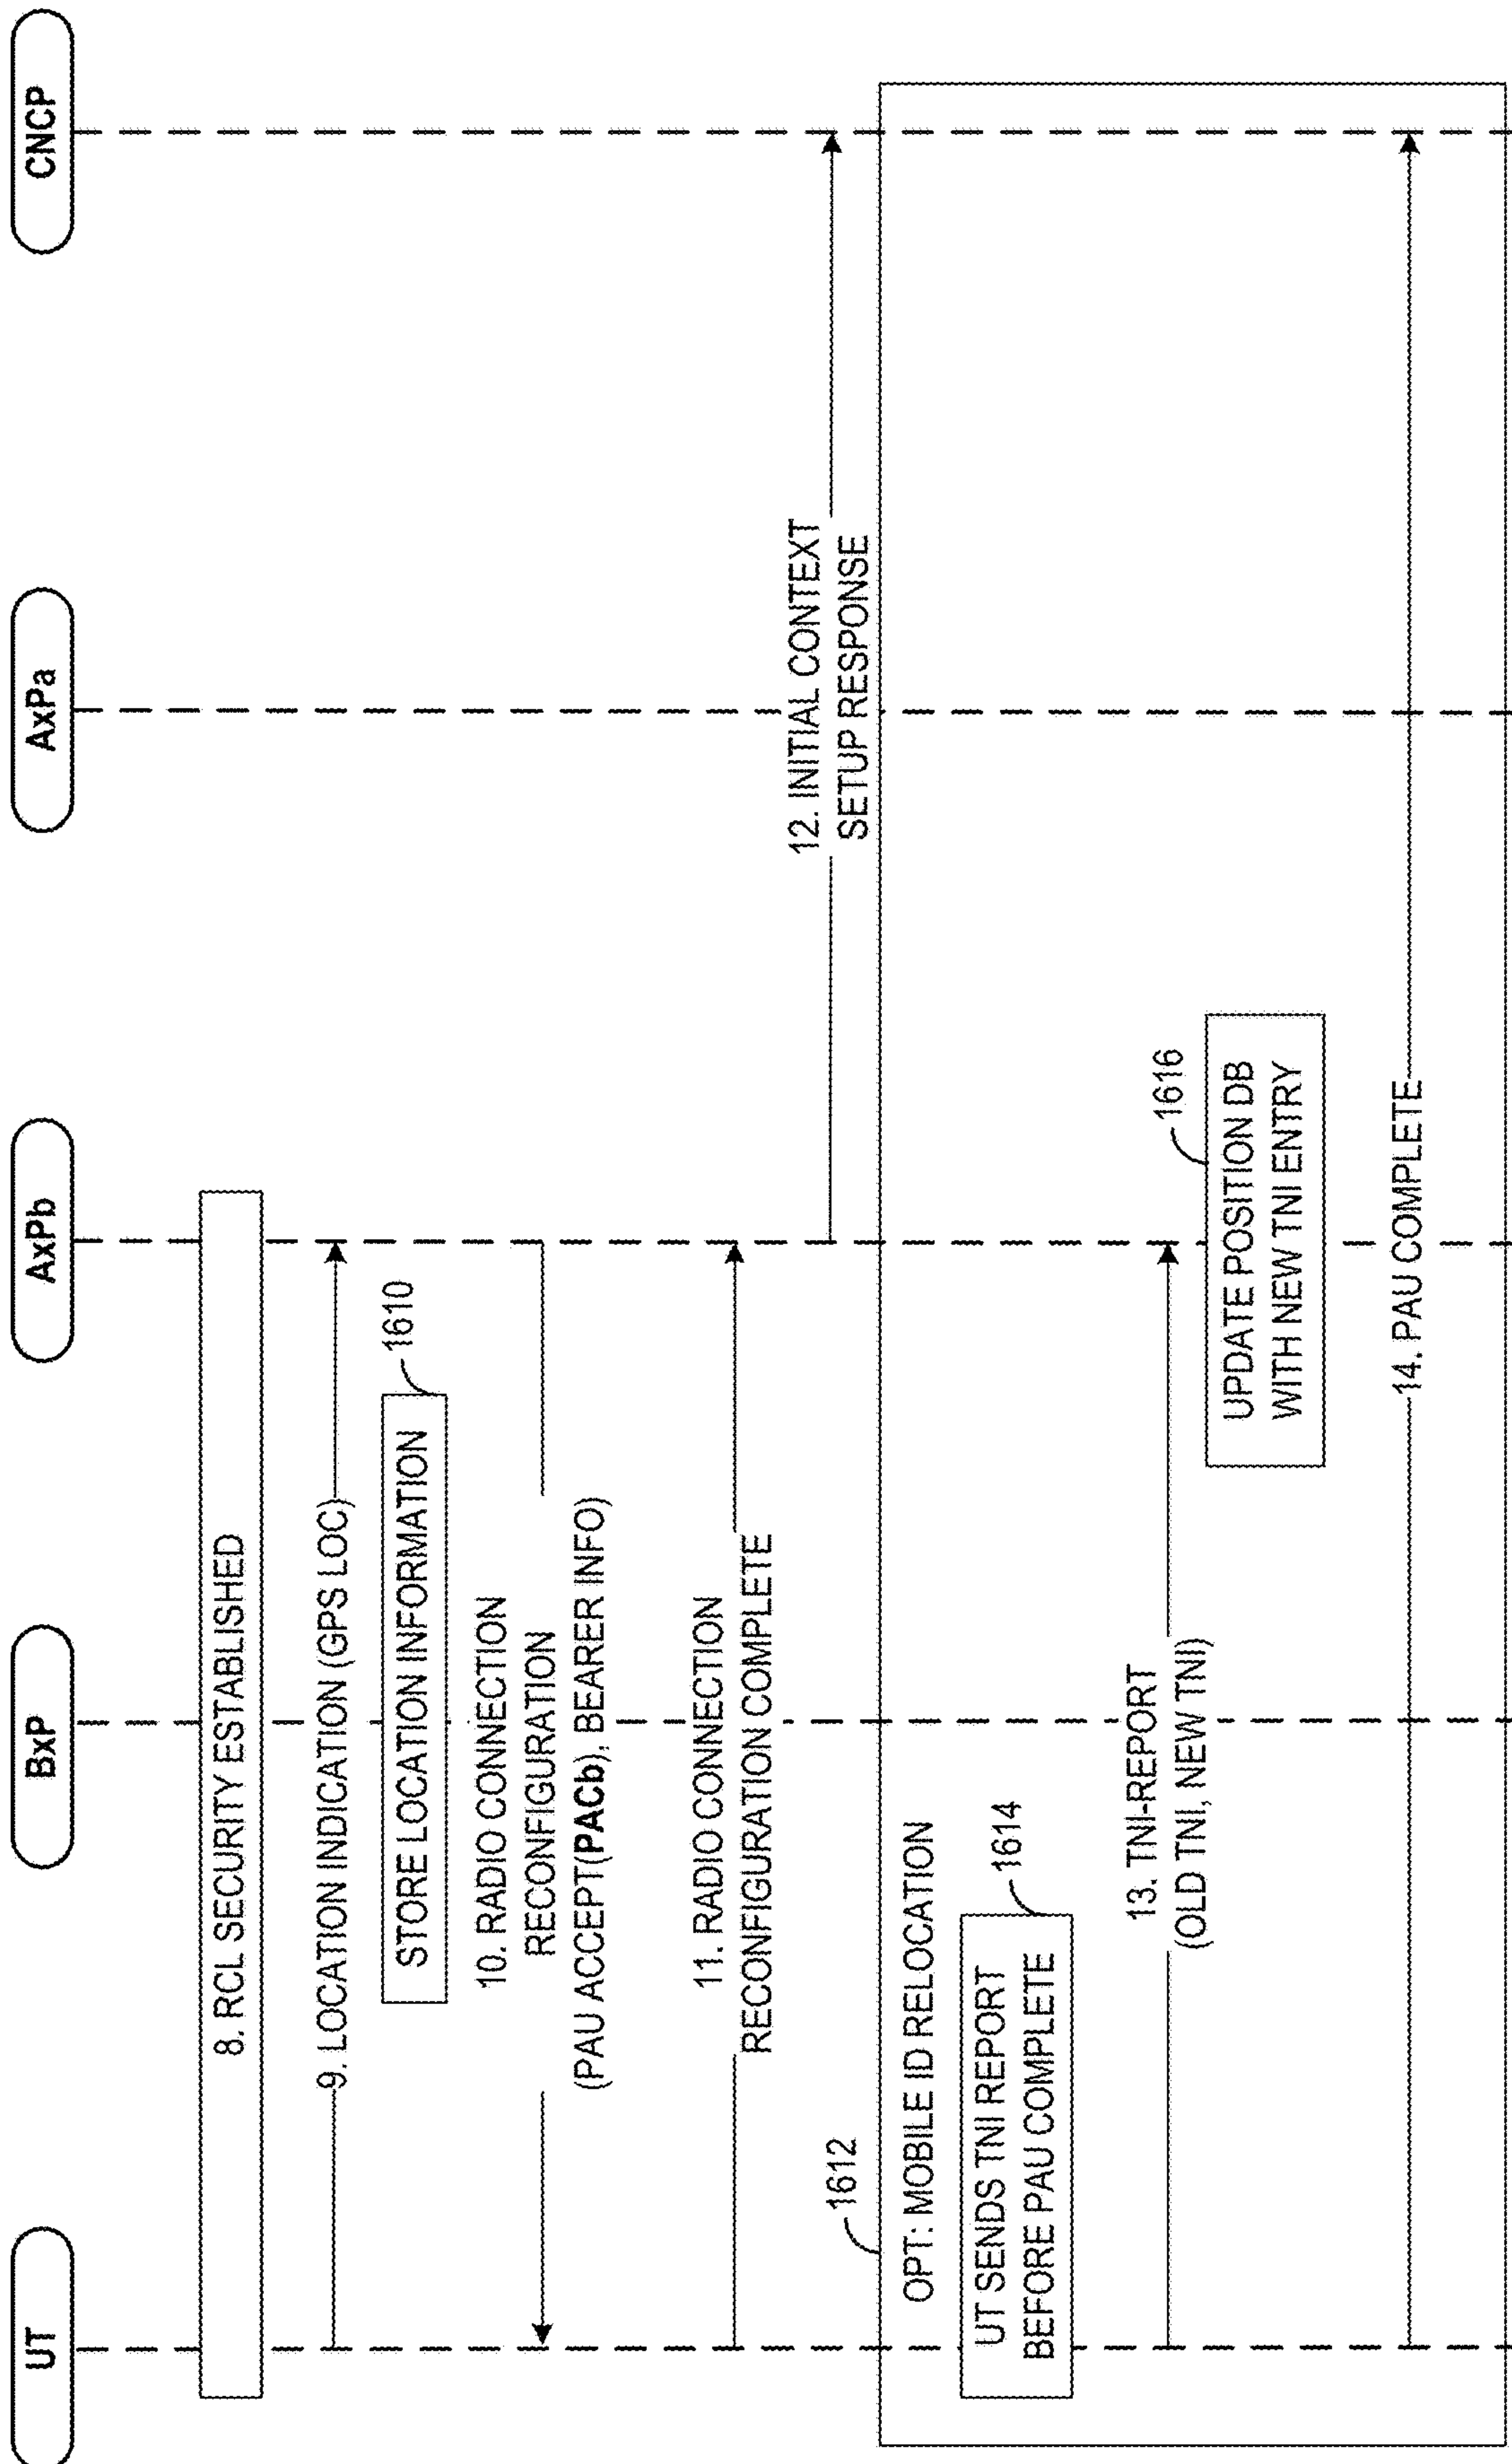 UT
BxP
AxPb
AxPa
CNCP
8. RCL SECURITY ESTABLISHED
9. LOCATION INDICATION (GPS LOC)
STORE LOCATION INFORMATION
1610
10. RADIO CONNECTION
RECONFIGURATION
(PAU ACCEPT(PACb), BEARER INFO)
11. RADIO CONNECTION
RECONFIGURATION COMPLETE
12. INITIAL CONTEXT
SETUP RESPONSE
1612
OPT: MOBILE ID RELOCATION
UT SENDS TNI REPORT
BEFORE PAU COMPLETE
1614
13. TNI-REPORT
(OLD TNI, NEW TNI)
1616
UPDATE POSITION DB
WITH NEW TNI ENTRY
14. PAU COMPLETE